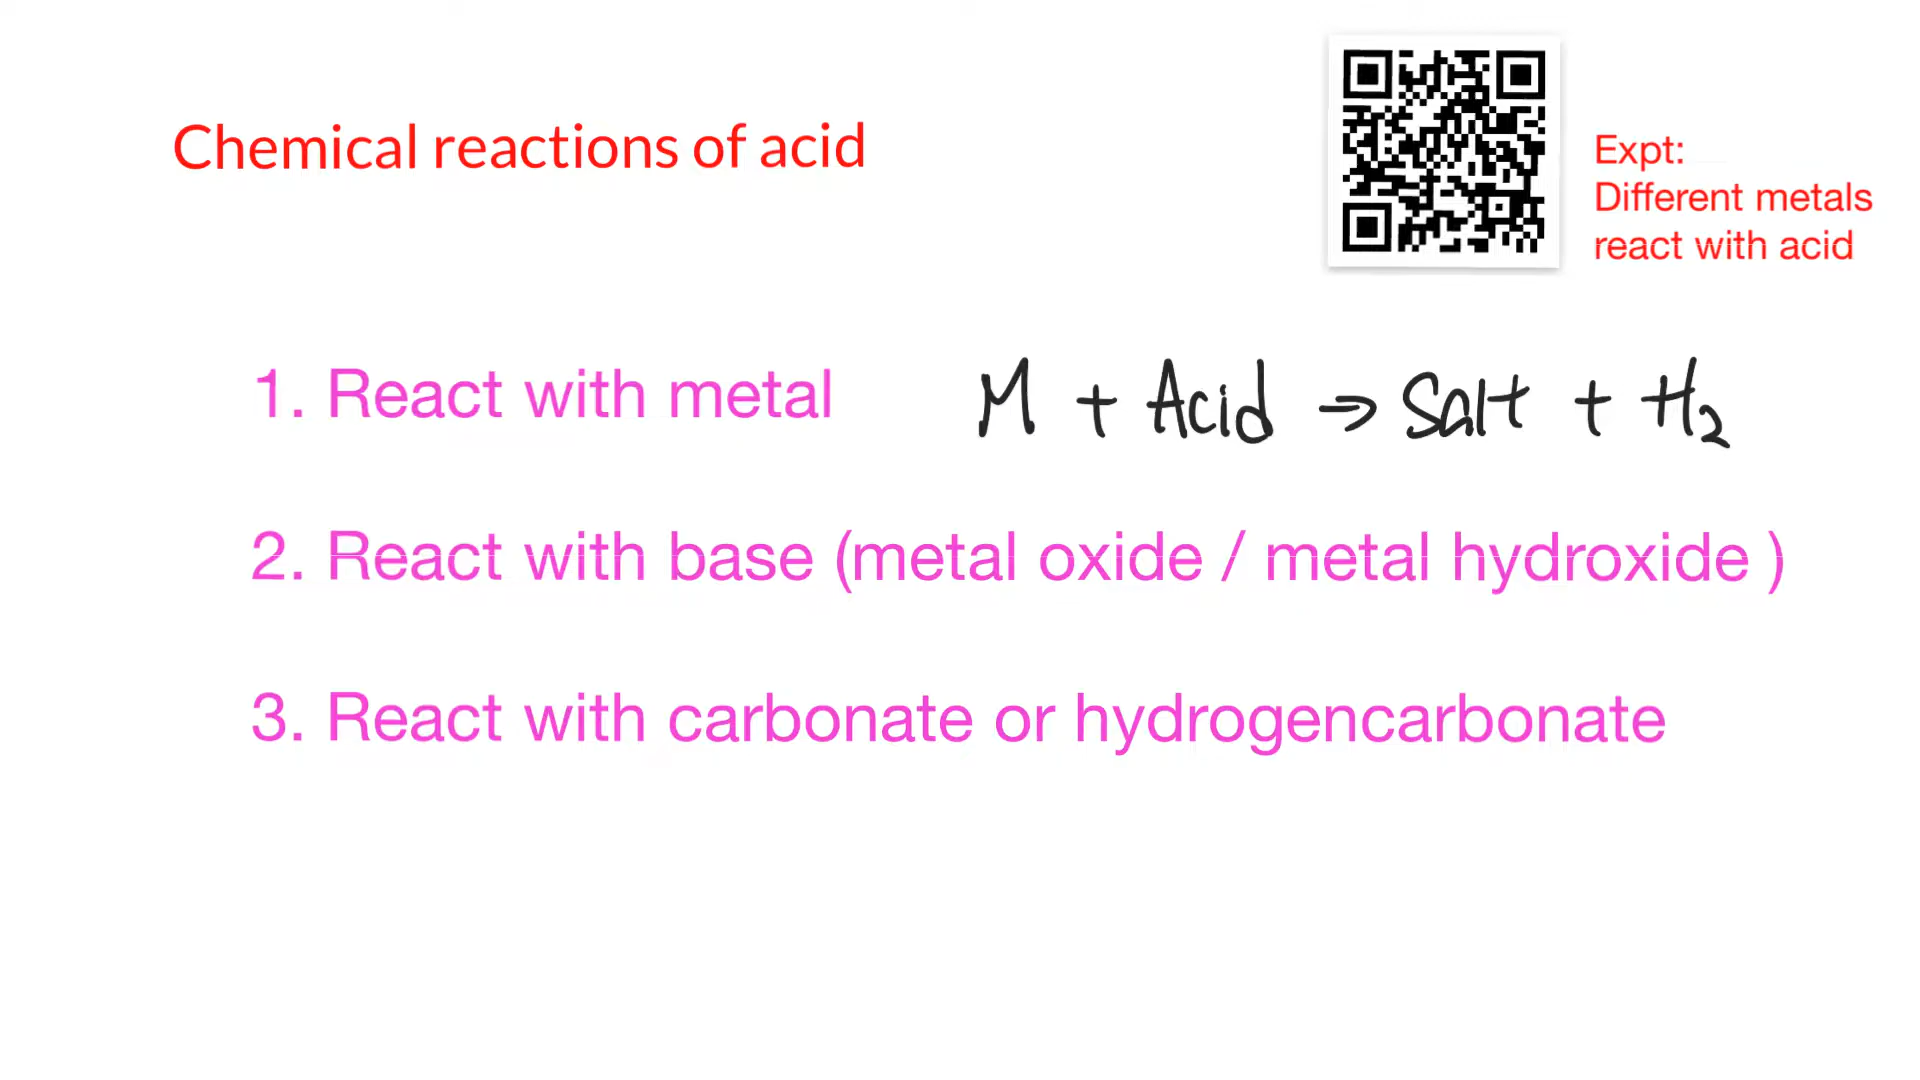 Chemical reactions of acid
Expt:
Different metals
react with acid
1. React with metal
M + Acid → Salt + H₂
2. React with base (metal oxide / metal hydroxide )
3. React with carbonate or hydrogencarbonate